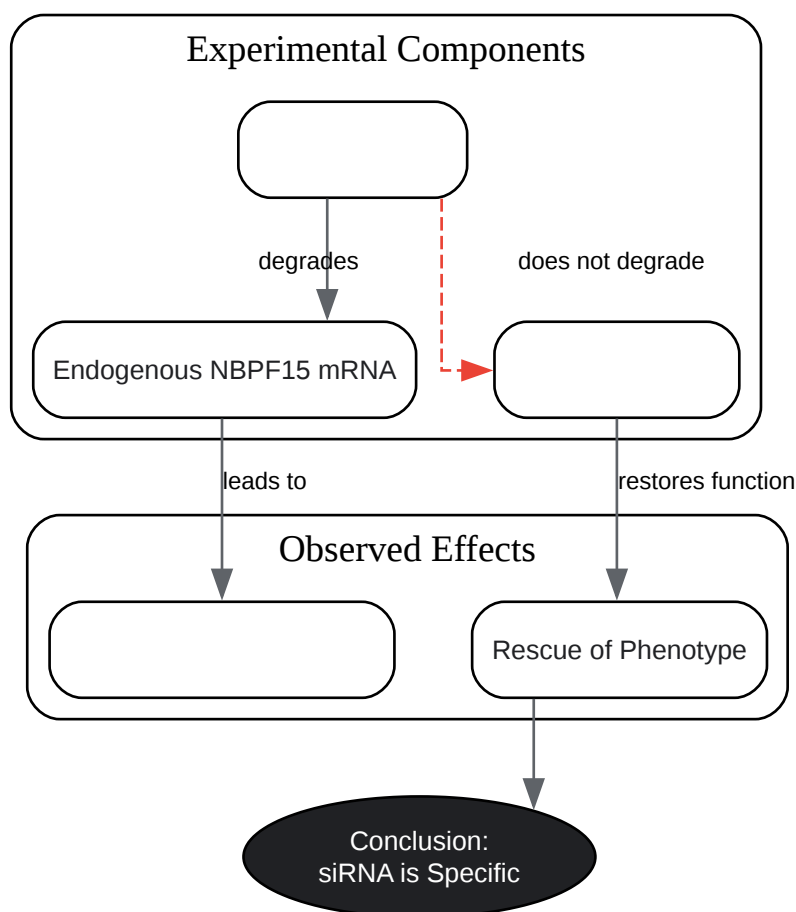 Experimental Components
degrades
does not degrade
Endogenous NBPF15 mRNA
leads to
restores function
Observed Effects
Rescue of Phenotype
Conclusion:
siRNA is Specific